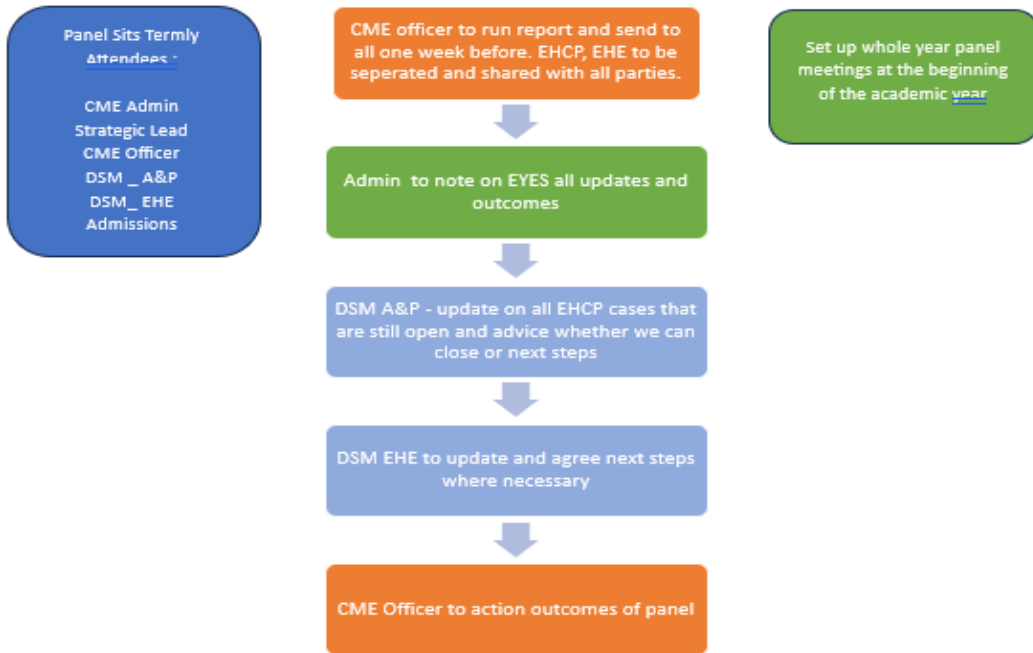 Panel Sits Termly
Attendees :
CME Admin
Strategic Lead
CME Officer
DSM _ A&P
DSM_ EHE
Admissions
CME officer to run report and send to
all one week before. EHCP, EHE to be
seperated and shared with all parties.
Set up whole year panel
meetings at the beginning
of the academic year
Admin to note on EYES all updates and
outcomes
DSM A&P - update on all EHCP cases that
are still open and advice whether we can
close or next steps
DSM EHE to update and agree next steps
where necessary
CME Officer to action outcomes of panel